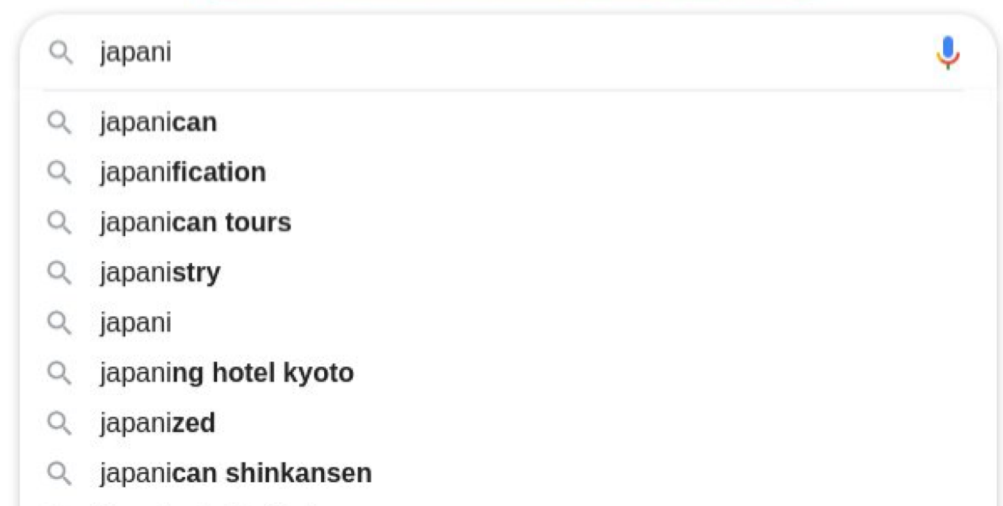 japani
japanican
japanification
japanican tours
japanistry
japani
japaning hotel kyoto
japanized
japanican shinkansen